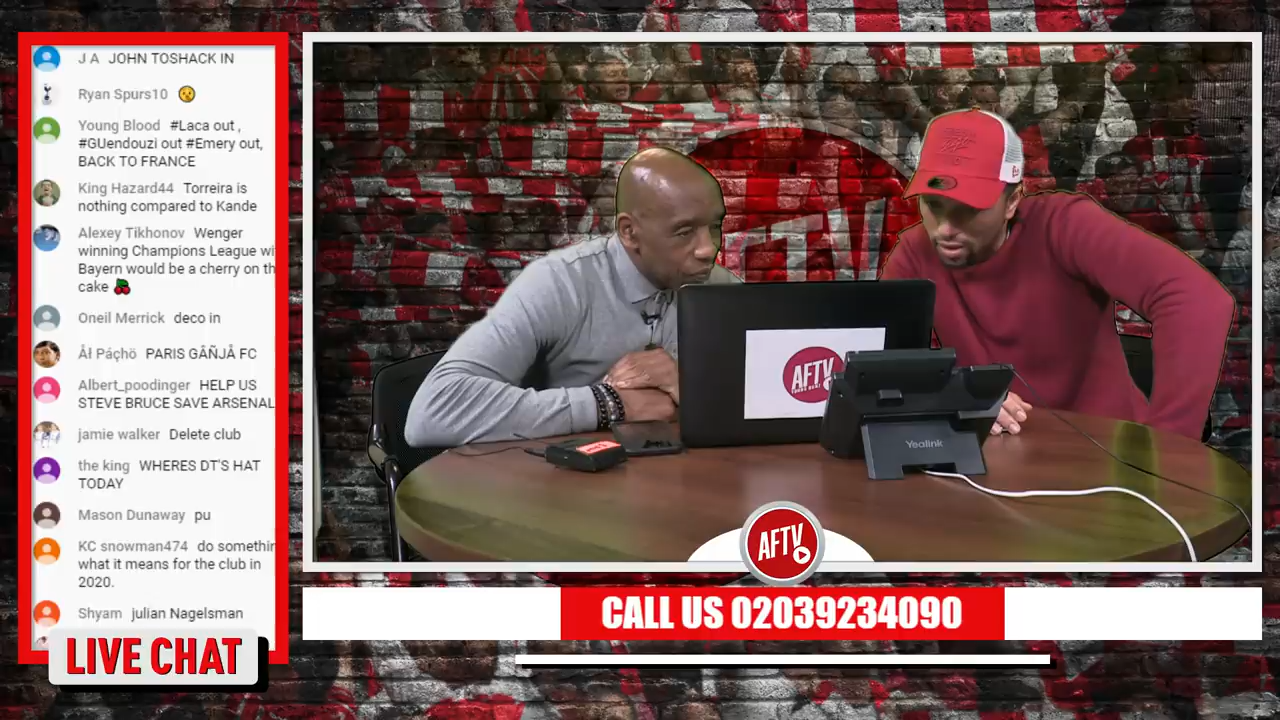 J A JOHN TOSHACK IN
Ryan Spurs10
Young Blood #Laca out ,
#GUendouzi out #Emery out,
BACK TO FRANCE
King Hazard44 Torreira is
nothing compared to Kande
Alexey Tikhonov Wenger
winning Champions League wi
Bayern would be a cherry on th
cake
Oneil Merrick deco in
Åł Páçhö PARIS GÂÑJÅ FC
Albert_poodinger HELP US
STEVE BRUCE SAVE ARSENAL
jamie walker Delete club
the king WHERES DT'S HAT
TODAY
Mason Dunaway pu
KC snowman474 do somethin
what it means for the club in
2020.
Shyam julian Nagelsman
LIVE CHAT
AFTV
AFTV
Yealink
AFTV
CALL US 02039234090